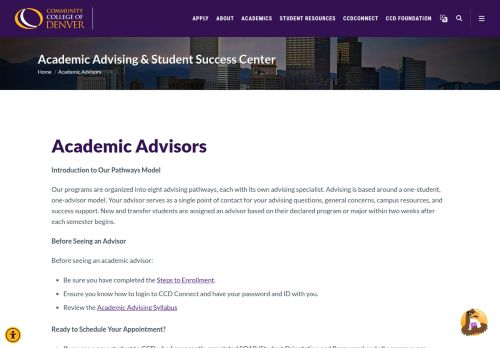 COMMUNITY
COLLEGE OF
DENVER
APPLY ABOUT ACADEMICS STUDENT RESOURCES CCDCONNECT CCD FOUNDATION
Academic Advising & Student Success Center
Home / Academic Advisors
Academic Advisors
Introduction to Our Pathways Model
Our programs are organized into eight advising pathways, each with its own advising specialist. Advising is based around a one-student,
one-advisor model. Your advisor serves as a single point of contact for your advising questions, general concerns, campus resources, and
success support. New and transfer students are assigned an advisor based on their declared program or major within two weeks after
each semester begins.
Before Seeing an Advisor
Before seeing an academic advisor:
Be sure you have completed the Steps to Enrollment.
Ensure you know how to login to CCD Connect and have your password and ID with you.
Review the Academic Advising Syllabus
Ready to Schedule Your Appointment?